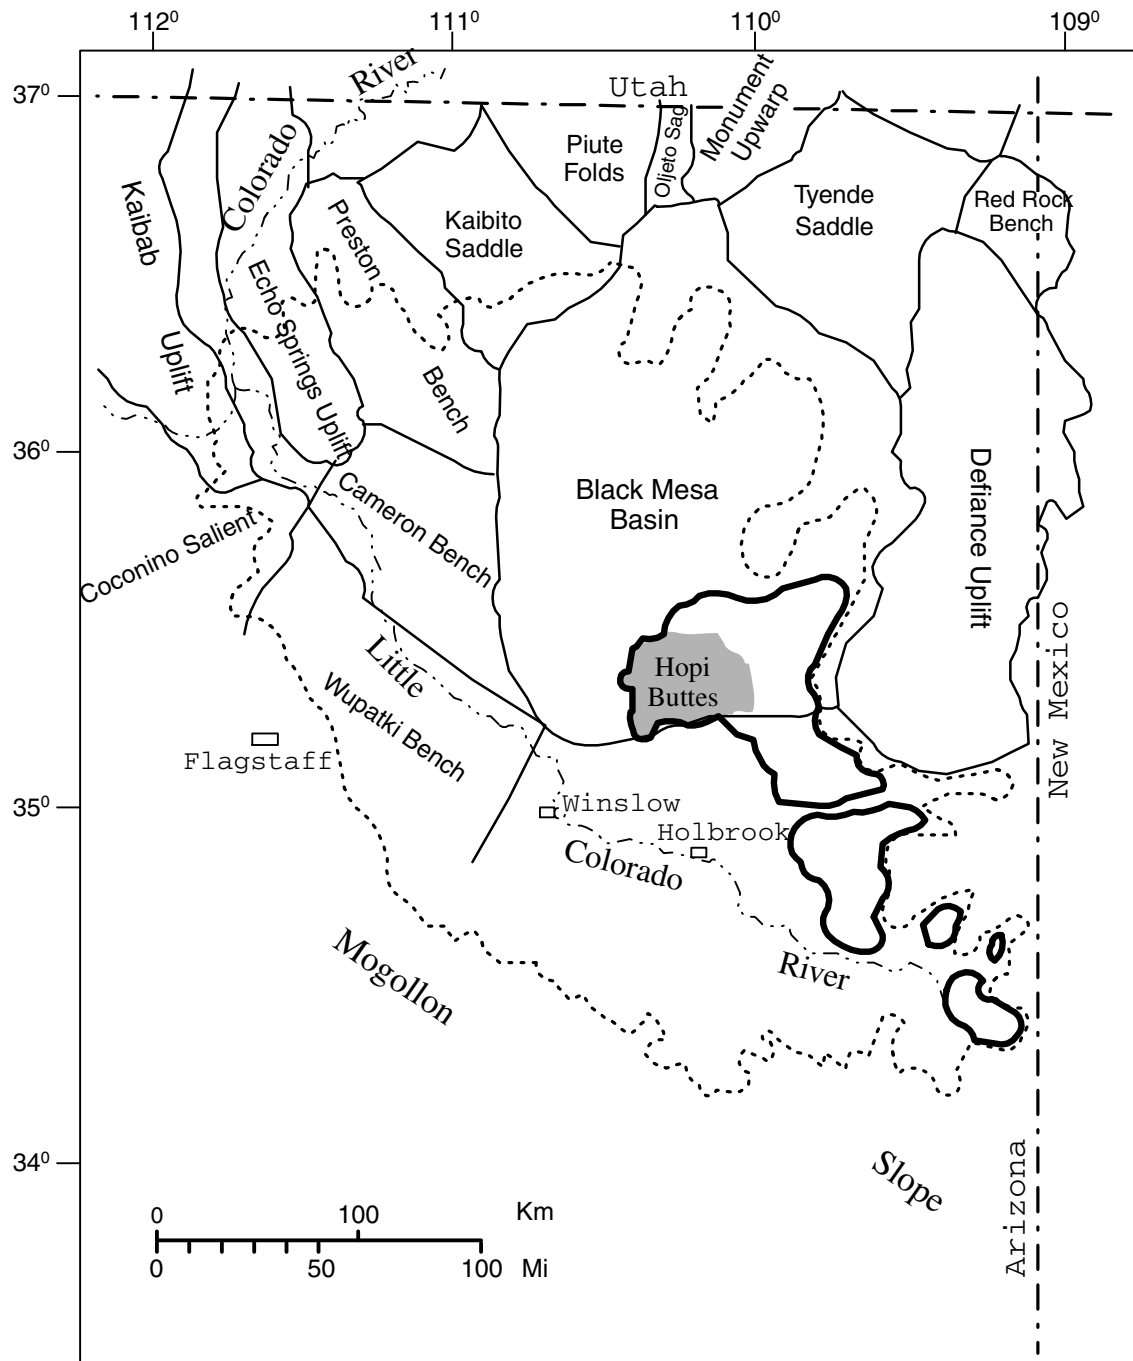 112⁰
111⁰
110⁰
109⁰
37⁰
36⁰
35⁰
34⁰
River
Utah
Monument
Upwarp
Oljeto Sag
Piute
Folds
Colorado
Kaibab
Uplift
Preston
Bench
Kaibito
Saddle
Tyende
Saddle
Red Rock
Bench
Echo Springs Uplift
Black Mesa
Basin
Defiance Uplift
Cameron Bench
Coconino Salient
Little
Hopi
Buttes
Wupatki Bench
New Mexico
Flagstaff
Winslow
Holbrook
Colorado
River
Mogollon
Slope
Arizona
0 100 Km
0 50 100 Mi